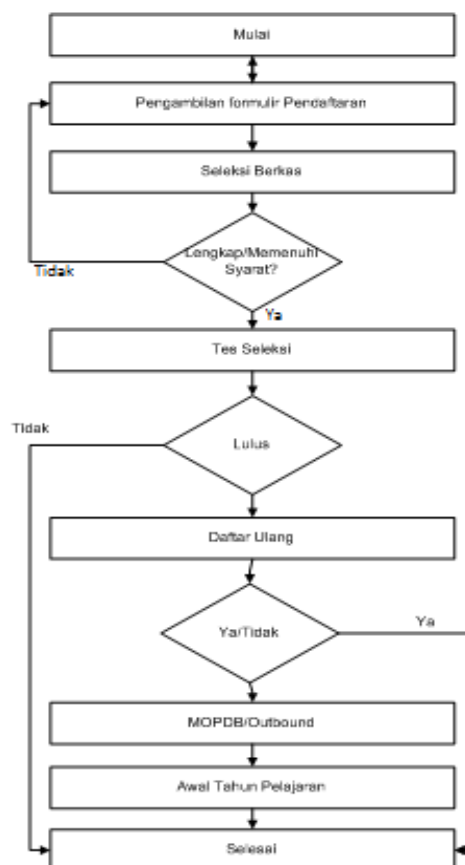 Mulai
Pengambilan formulir Pendaftaran
Seleksi Berkas
Lengkap/Memenuhi
Syarat?
Tidak
Ya
Tes Seleksi
Tidak
Lulus
Daftar Ulang
Ya/Tidak
Ya
MOPDB/Outbound
Awal Tahun Pelajaran
Selesai